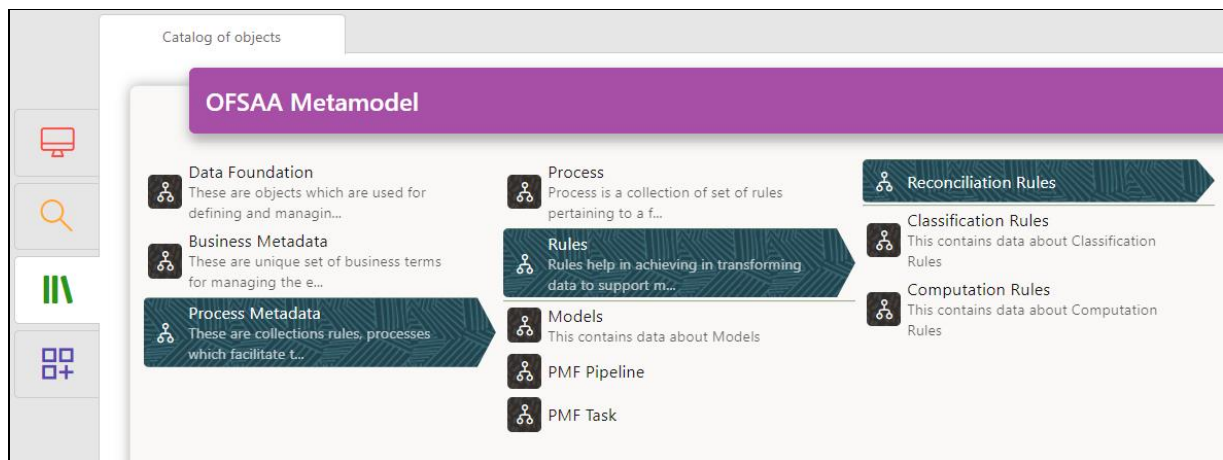 Catalog of objects
OFSAA Metamodel
Data Foundation
These are objects which are used for
defining and managin...
Business Metadata
These are unique set of business terms
for managing the e...
Process Metadata
These are collections rules, processes
which facilitate t...
Process
Process is a collection of set of rules
pertaining to a f...
Rules
Rules help in achieving in transforming
data to support m...
Models
This contains data about Models
PMF Pipeline
PMF Task
Reconciliation Rules
Classification Rules
This contains data about Classification
Rules
Computation Rules
This contains data about Computation
Rules